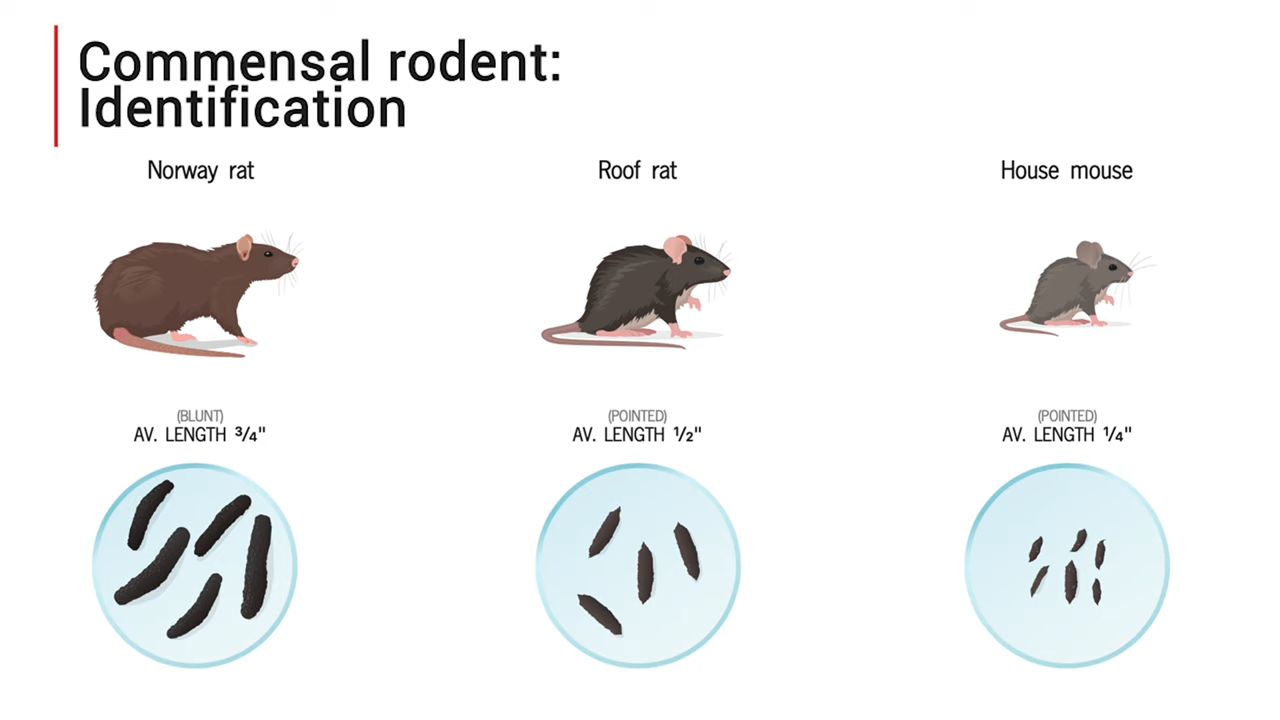 Commensal rodent:
Identification
Norway rat
Roof rat
House mouse
(BLUNT)
AV. LENGTH ³/₄"
(POINTED)
AV. LENGTH ¹/₂"
(POINTED)
AV. LENGTH ¹/₄"